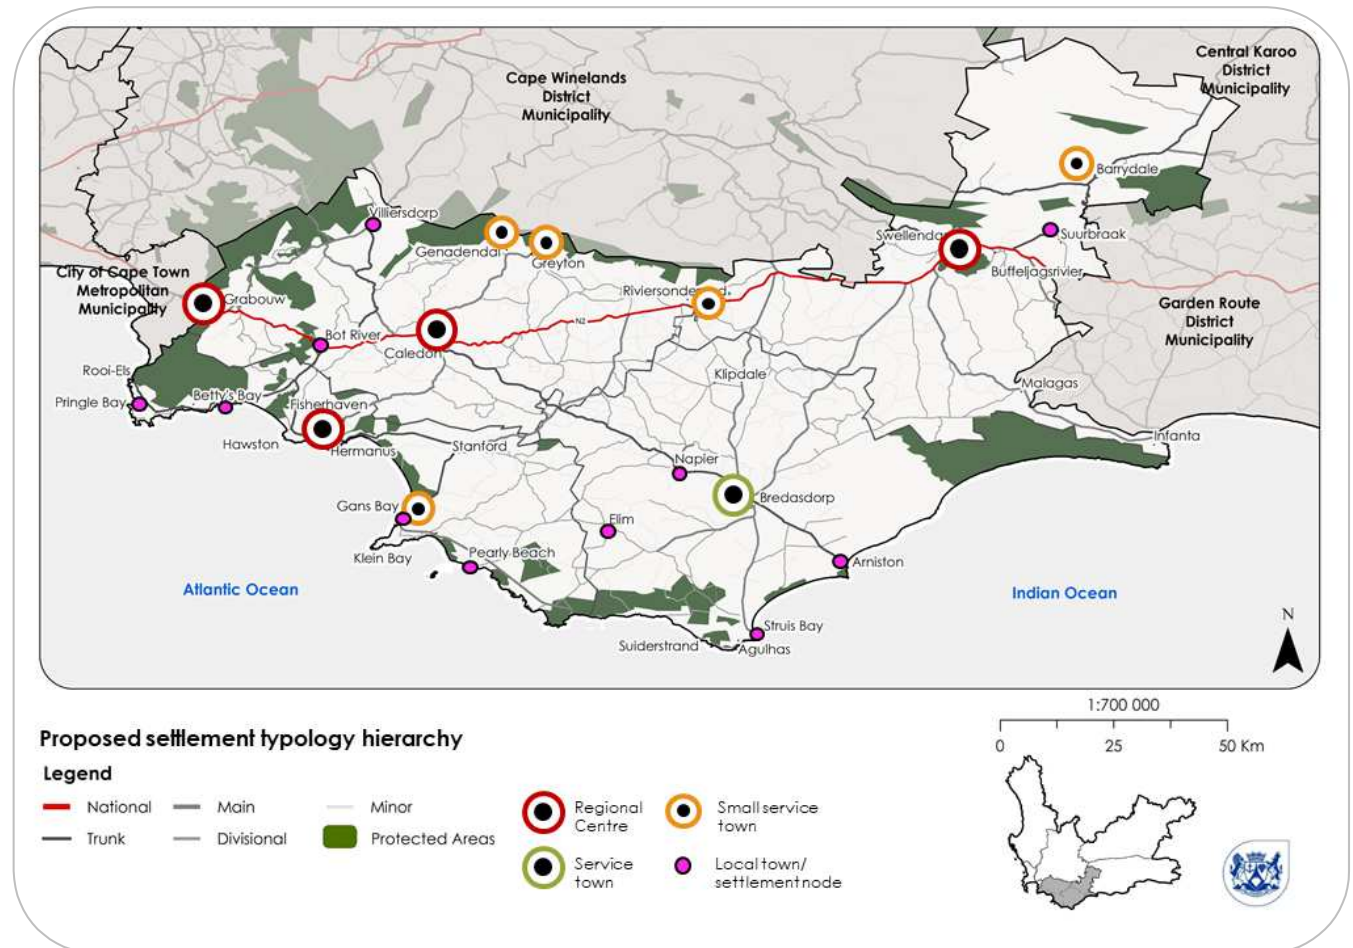 Central Karoo
District
Municipality
Cape Winelands
District
Municipality
Barrydale
Villiersdorp
Suurbraak
Swellenda
Genadendal
Greyton
Buffeljagsrivier
City of Cape Town
Metropolitan
Municipality
Grabouw
Riviersonde
d
Garden Route
District
Municipality
N2
Bot River
Caledon
Rooi-Els
Klipdale
Malagas
Pringle Bay
Betty's Bay
Fisherhaven
Hawston
Hermanus
Stanford
Infanta
Napier
Gans Bay
Bredasdorp
Elim
Klein Bay
Pearly Beach
Arniston
Atlantic Ocean
Indian Ocean
N
Struis Bay
Suiderstrand
Agulhas
1:700 000
0 25 50 Km
Proposed settlement typology hierarchy
Legend
National
Main
Minor
Trunk
Divisional
Protected Areas
Regional
Centre
Small service
town
Service
town
Local town/
settlement node